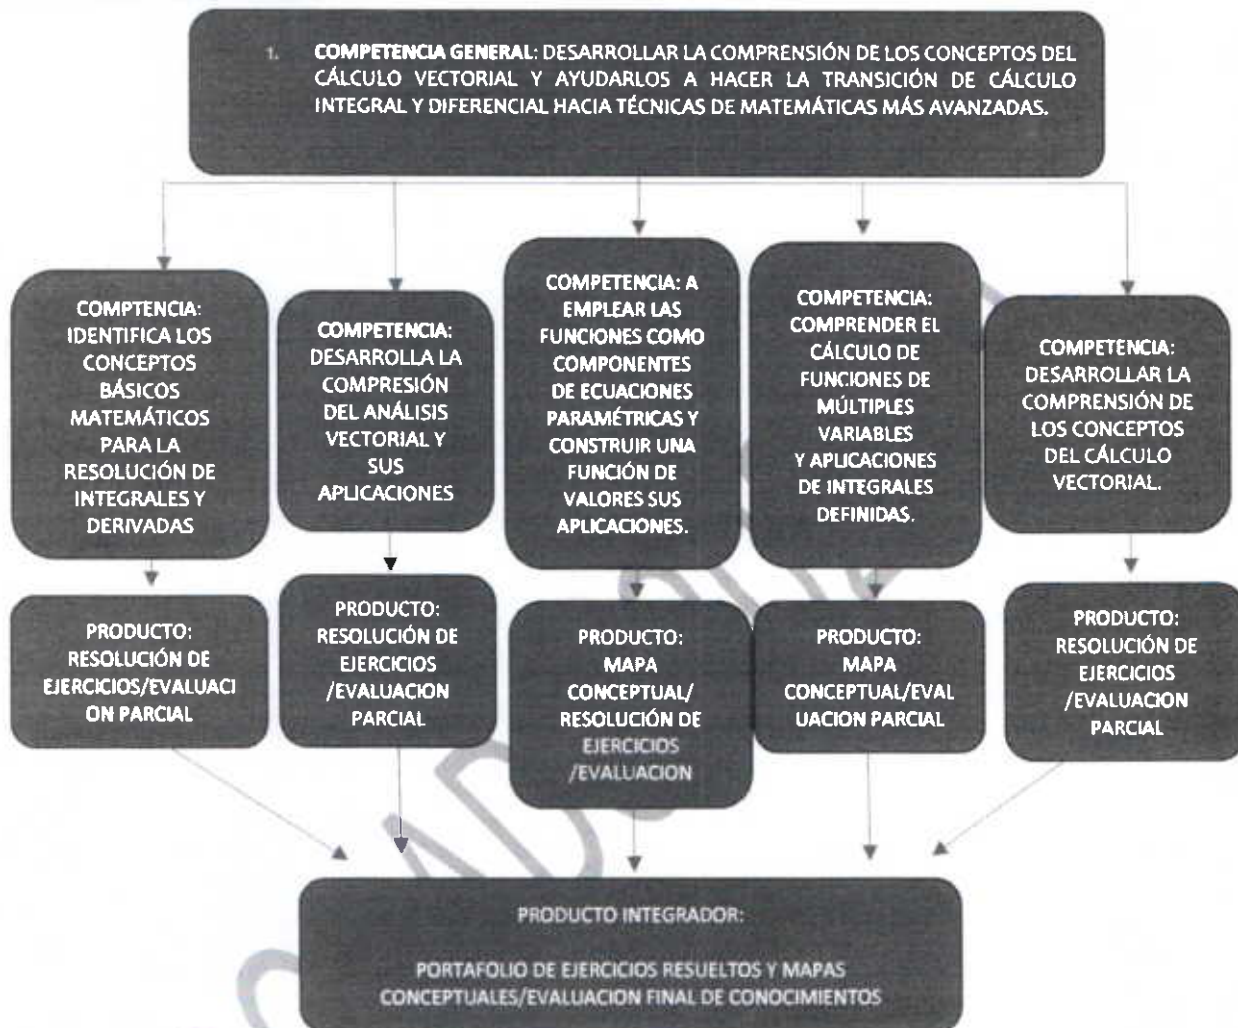 1. COMPETENCIA GENERAL: DESARROLLAR LA COMPRENSIÓN DE LOS CONCEPTOS DEL
CÁLCULO VECTORIAL Y AYUDARLOS A HACER LA TRANSICIÓN DE CÁLCULO
INTEGRAL Y DIFERENCIAL HACIA TÉCNICAS DE MATEMÁTICAS MÁS AVANZADAS.
COMPTENCIA:
IDENTIFICA LOS
CONCEPTOS
BÁSICOS
MATEMÁTICOS
PARA LA
RESOLUCIÓN DE
INTEGRALES Y
DERIVADAS
COMPETENCIA:
DESARROLLA LA
COMPRESIÓN
DEL ANÁLISIS
VECTORIAL Y
SUS
APLICACIONES
COMPETENCIA: A
EMPLEAR LAS
FUNCIONES COMO
COMPONENTES
DE ECUACIONES
PARAMÉTRICAS Y
CONSTRUIR UNA
FUNCIÓN DE
VALORES SUS
APLICACIONES.
COMPETENCIA:
COMPRENDER EL
CÁLCULO DE
FUNCIONES DE
MÚLTIPLES
VARIABLES
Y APLICACIONES
DE INTEGRALES
DEFINIDAS.
COMPETENCIA:
DESARROLLAR LA
COMPRENSIÓN DE
LOS CONCEPTOS
DEL CÁLCULO
VECTORIAL.
PRODUCTO:
RESOLUCIÓN DE
EJERCICIOS/EVALUACI
ON PARCIAL
PRODUCTO:
RESOLUCIÓN DE
EJERCICIOS
/EVALUACION
PARCIAL
PRODUCTO:
MAPA
CONCEPTUAL/
RESOLUCIÓN DE
EJERCICIOS
/EVALUACION
PRODUCTO:
MAPA
CONCEPTUAL/EVAL
UACION PARCIAL
PRODUCTO:
RESOLUCIÓN DE
EJERCICIOS
/EVALUACION
PARCIAL
PRODUCTO INTEGRADOR:
PORTAFOLIO DE EJERCICIOS RESUELTOS Y MAPAS
CONCEPTUALES/EVALUACION FINAL DE CONOCIMIENTOS